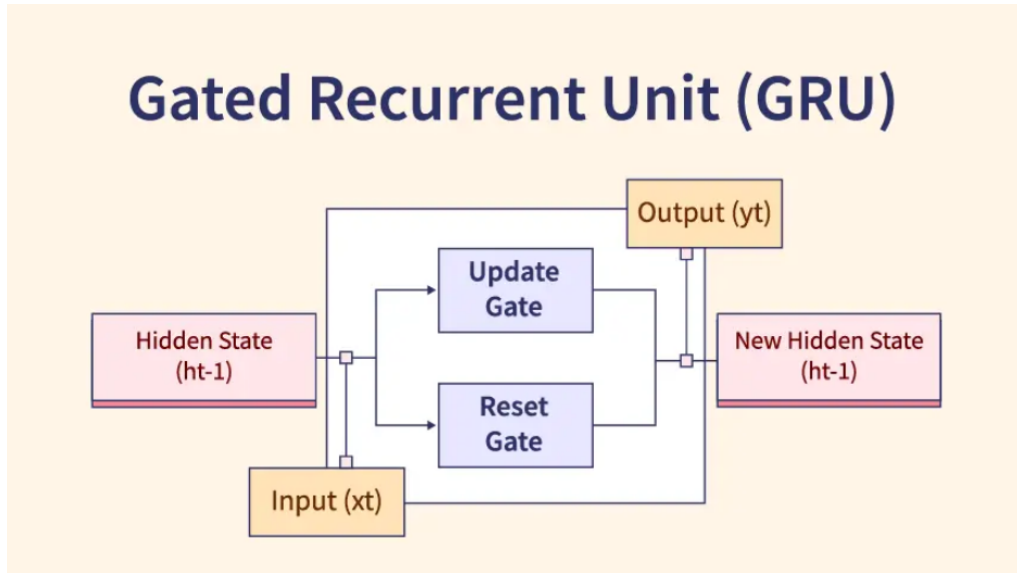 Gated Recurrent Unit (GRU)
Output (yt)
Update
Gate
Hidden State
(ht-1)
New Hidden State
(ht-1)
Reset
Gate
Input (xt)